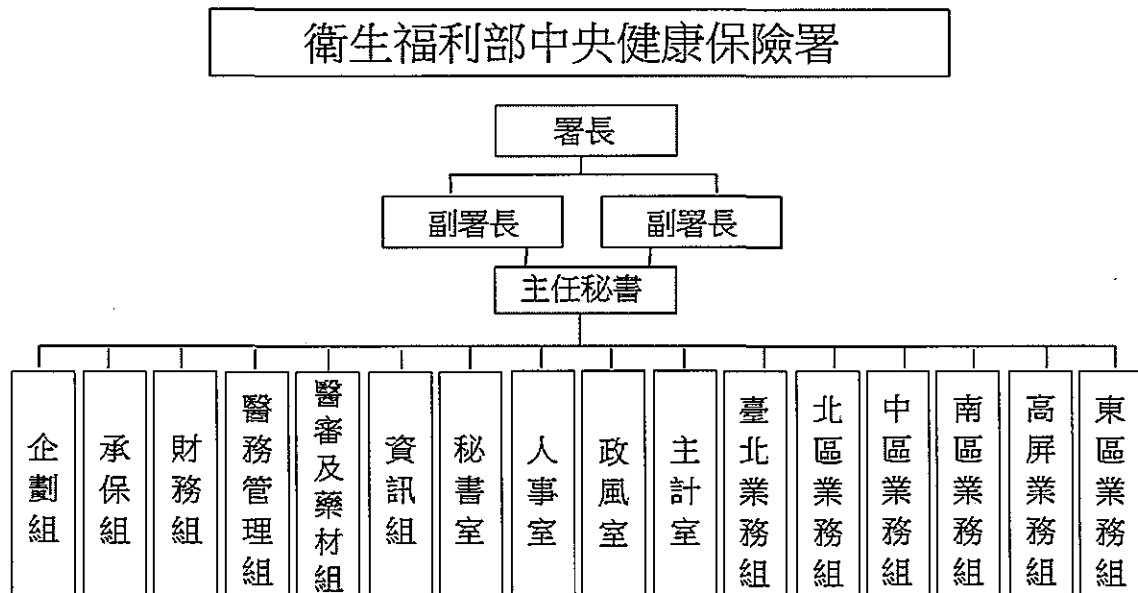 衛生福利部中央健康保險署
署長
副署長
副署長
主任秘書
企劃組
承保組
財務組
醫務管理組
醫審及藥材組
資訊組
秘書室
人事室
政風室
主計室
臺北業務組
北區業務組
中區業務組
南區業務組
高屏業務組
東區業務組